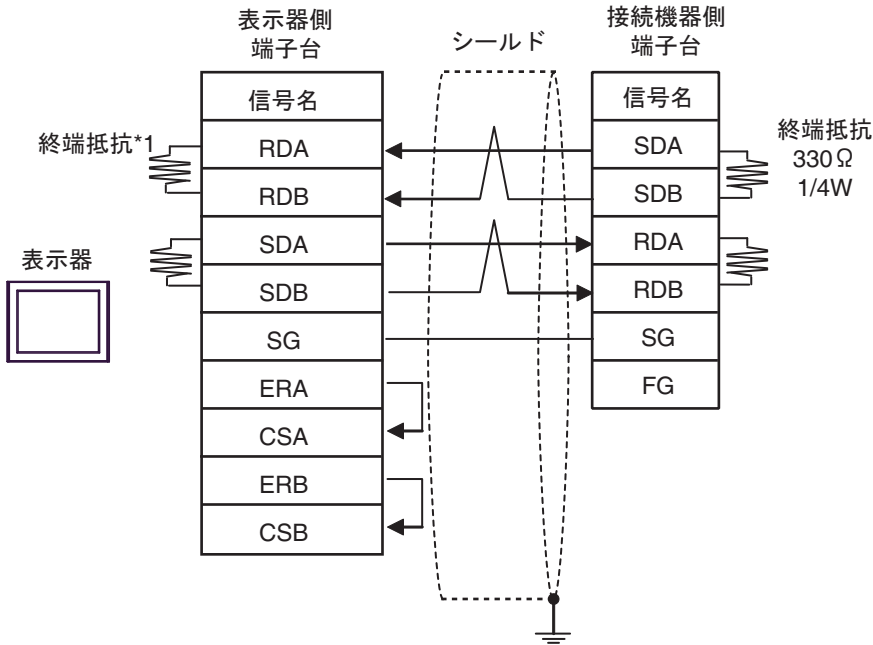 表示器側
端子台
シールド
接続機器側
端子台
信号名
信号名
終端抵抗*1
RDA
SDA
終端抵抗
330Ω
1/4W
RDB
SDB
表示器
SDA
RDA
SDB
RDB
SG
SG
ERA
FG
CSA
ERB
CSB